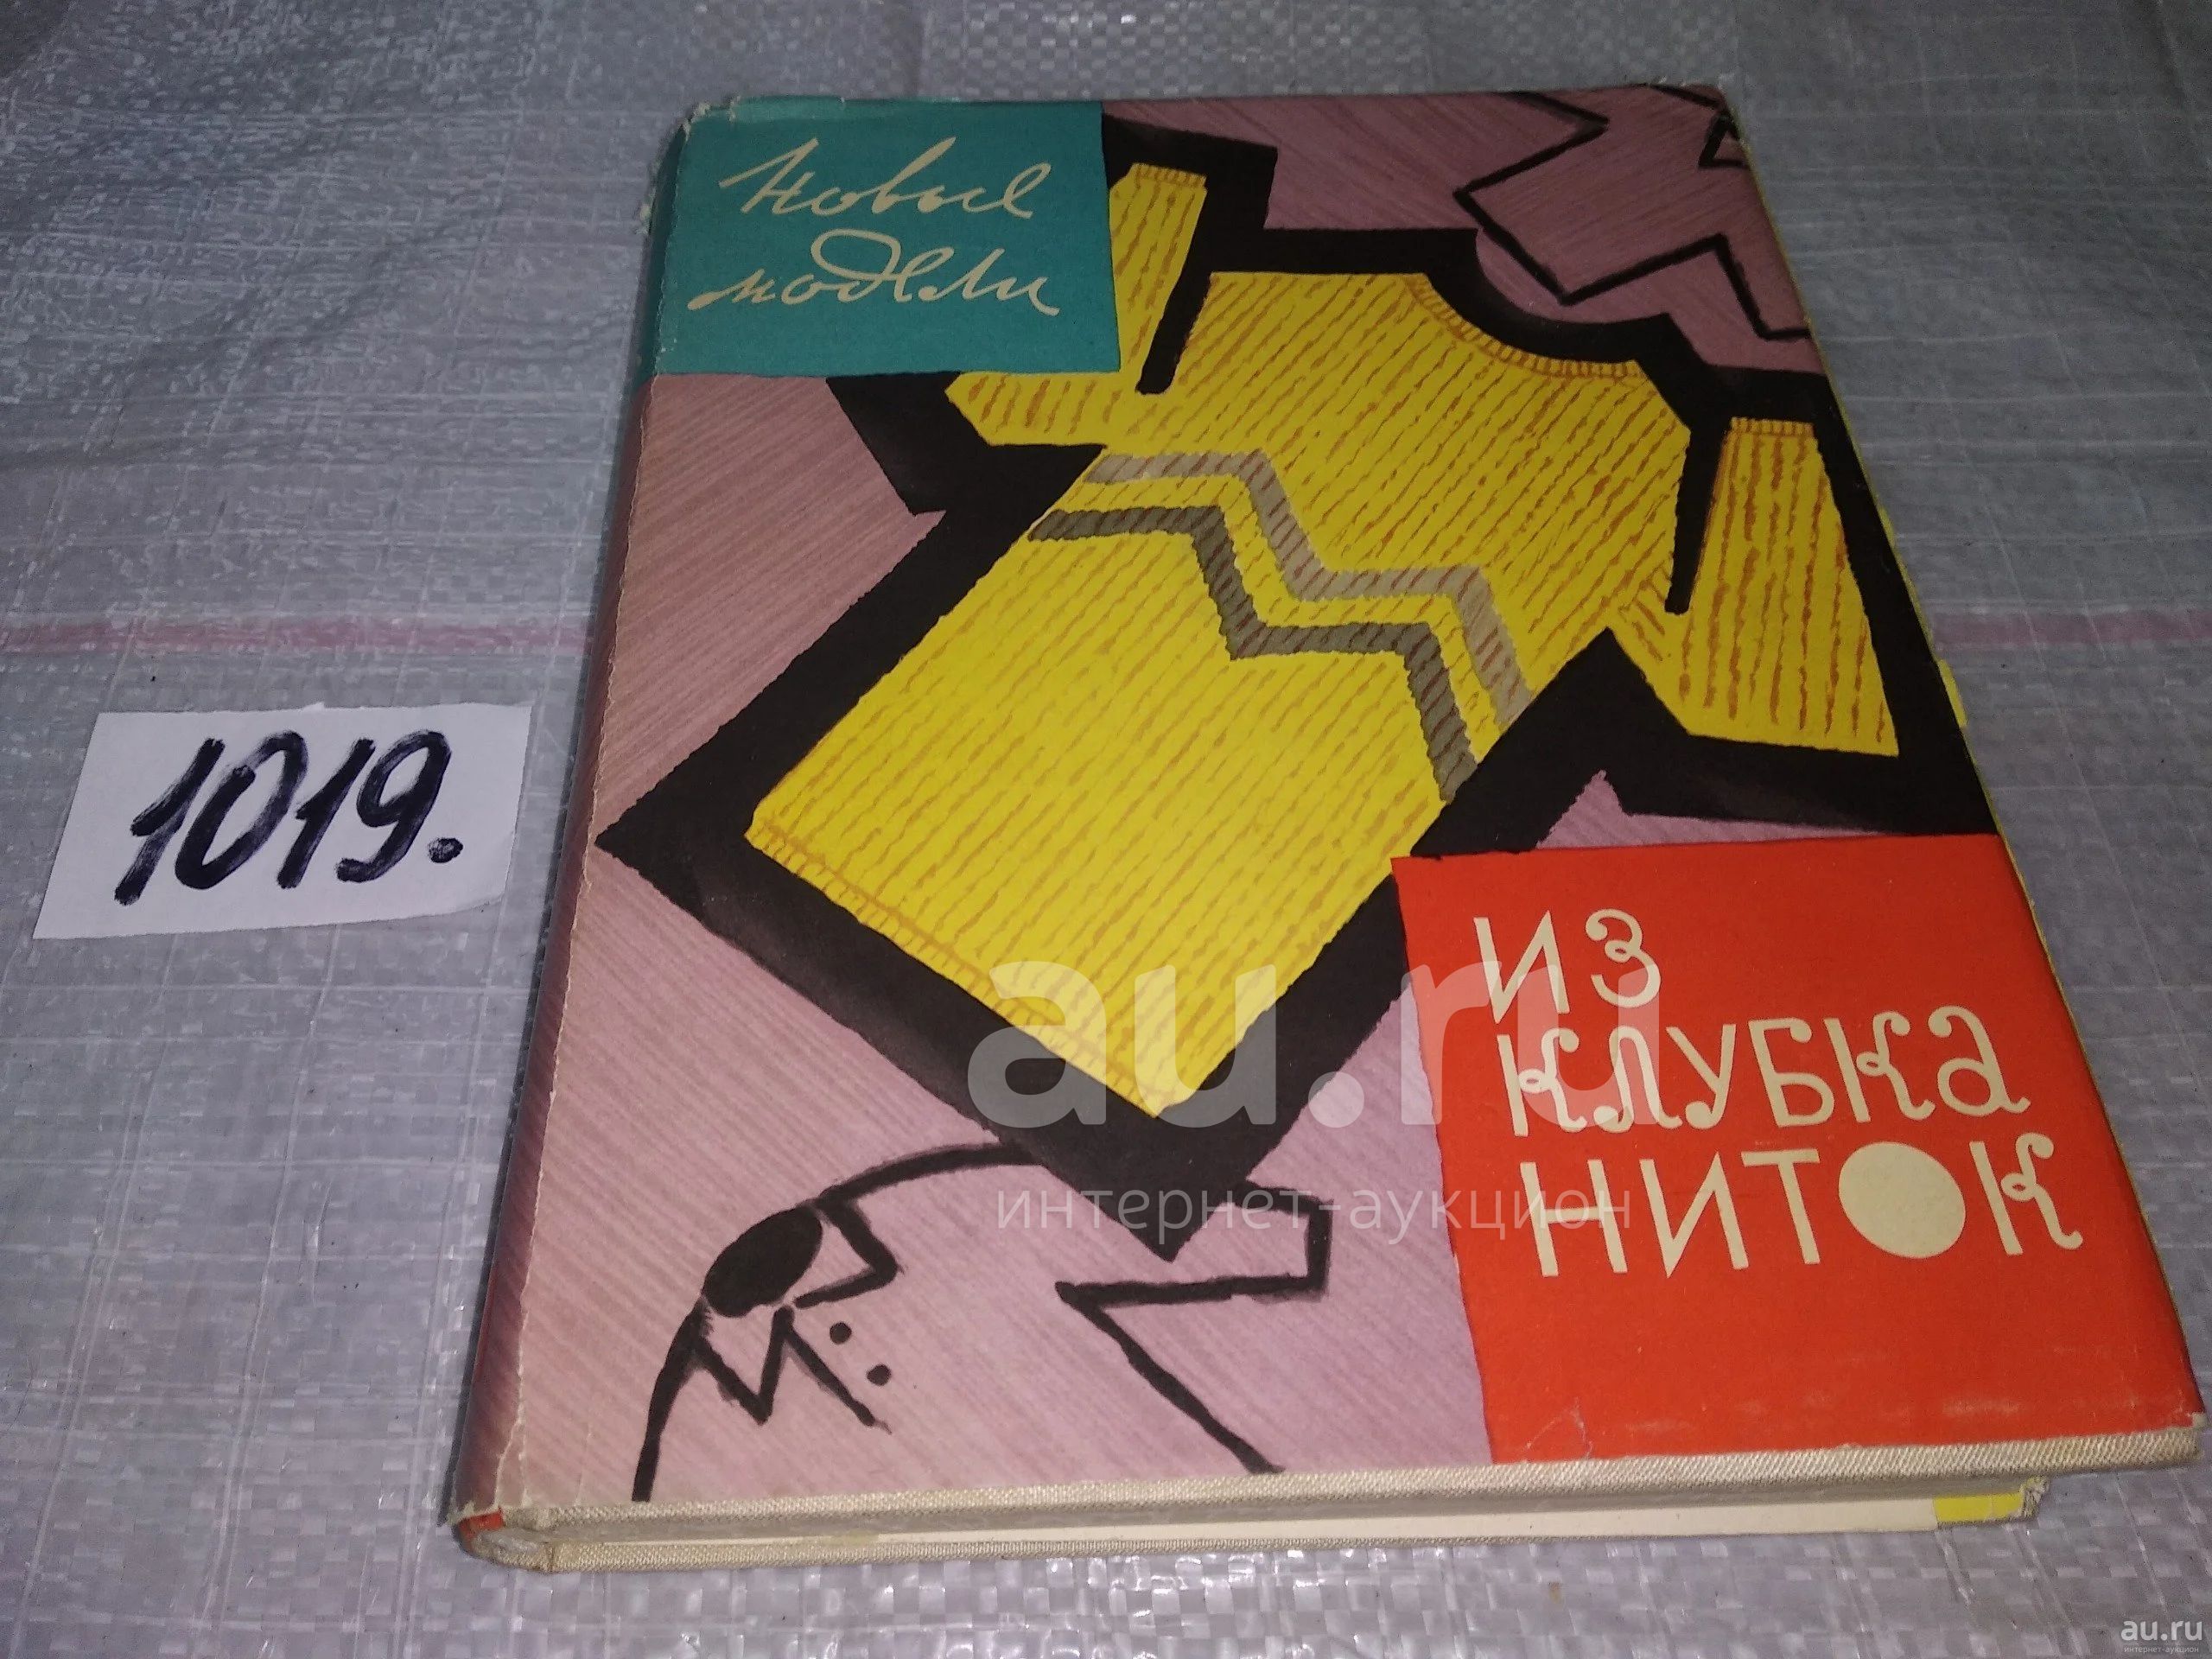 Новые
модели
1019.
ИЗ
КЛУБКА
НИТОК
au.ru
интернет-аукцион
au.ru
интернет-аукцион